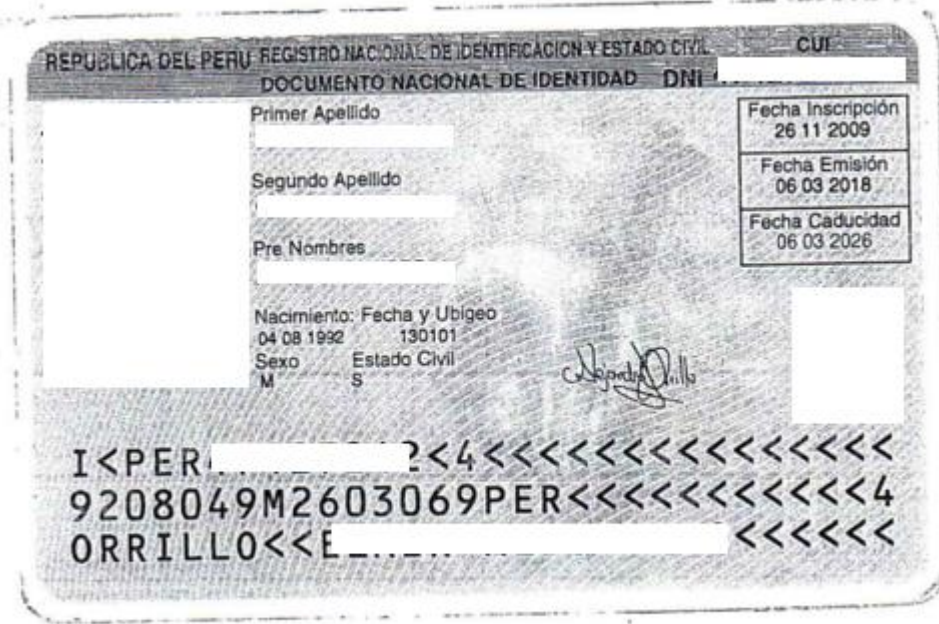 REPUBLICA DEL PERU REGISTRO NACIONAL DE IDENTIFICACION Y ESTADO CIVIL CUI
DOCUMENTO NACIONAL DE IDENTIDAD DNI
Primer Apellido
Fecha Inscripción
26 11 2009
Segundo Apellido
Fecha Emisión
06 03 2018
Fecha Caducidad
06 03 2026
Pre Nombres
Nacimiento: Fecha y Ubigeo
04 08 1992 130101
Sexo Estado Civil
M S
I<PER 2<4<<<<<<<<<<<<<<<
9208049M2603069PER<<<<<<<<<<<4
ORRILLO<< <<<<<<